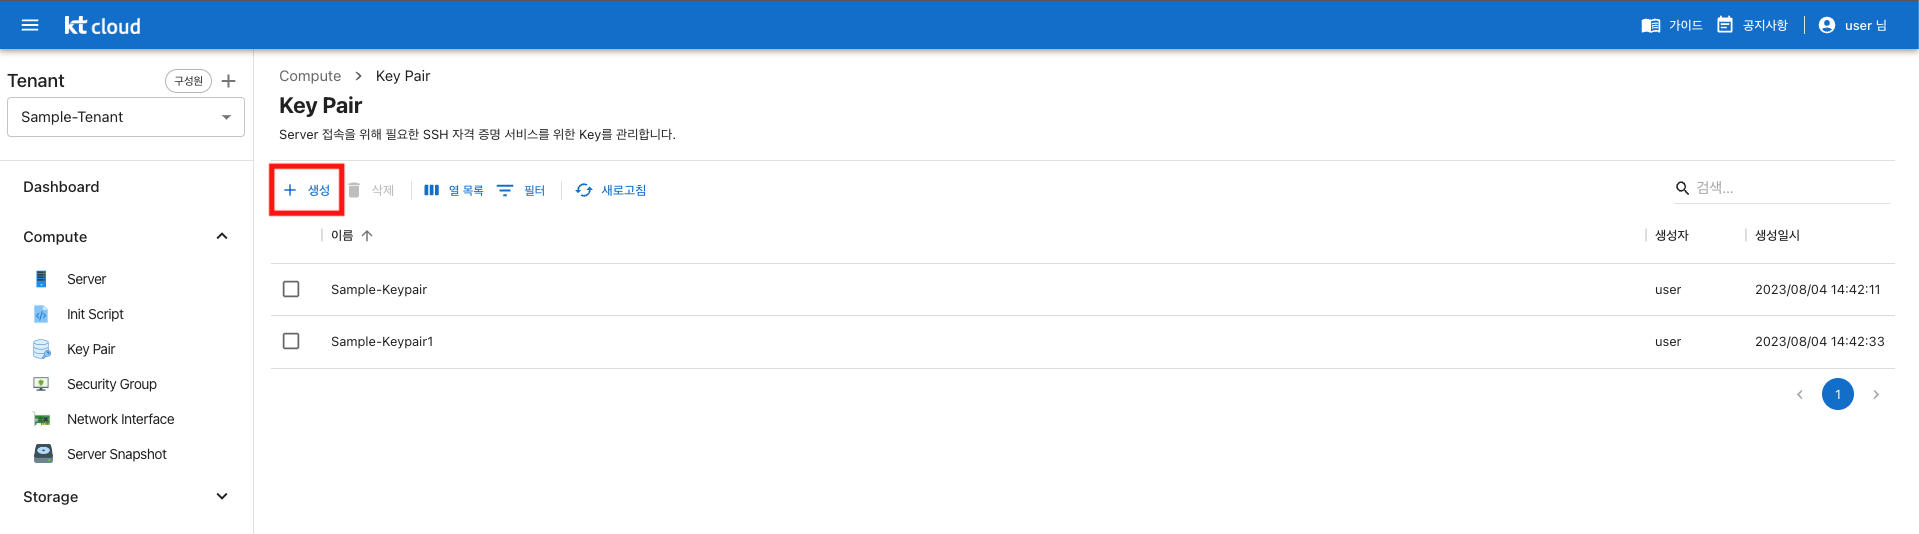 kt cloud
가이드 공지사항 user 님
Tenant 구성원
Sample-Tenant
Dashboard
Compute
Server
Init Script
Key Pair
Security Group
Network Interface
Server Snapshot
Storage
Compute > Key Pair
Key Pair
Server 접속을 위해 필요한 SSH 자격 증명 서비스를 위한 Key를 관리합니다.
생성 삭제 열 목록 필터 새로고침 검색...
이름 생성자 생성일시
Sample-Keypair user 2023/08/04 14:42:11
Sample-Keypair1 user 2023/08/04 14:42:33
1